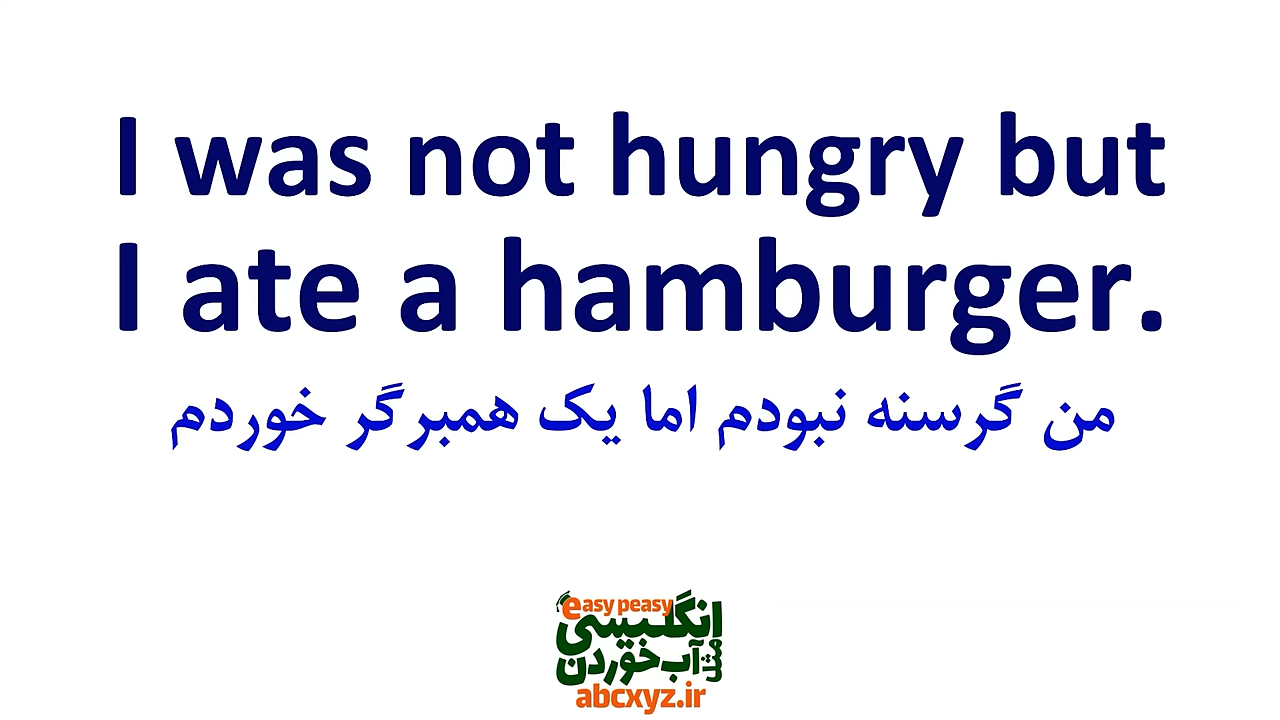 I was not hungry but
I ate a hamburger.
من گرسنه نبودم اما یک همبرگر خوردم
easy peasy
انگلیسی
مثل آب خوردن
abcxyz.ir